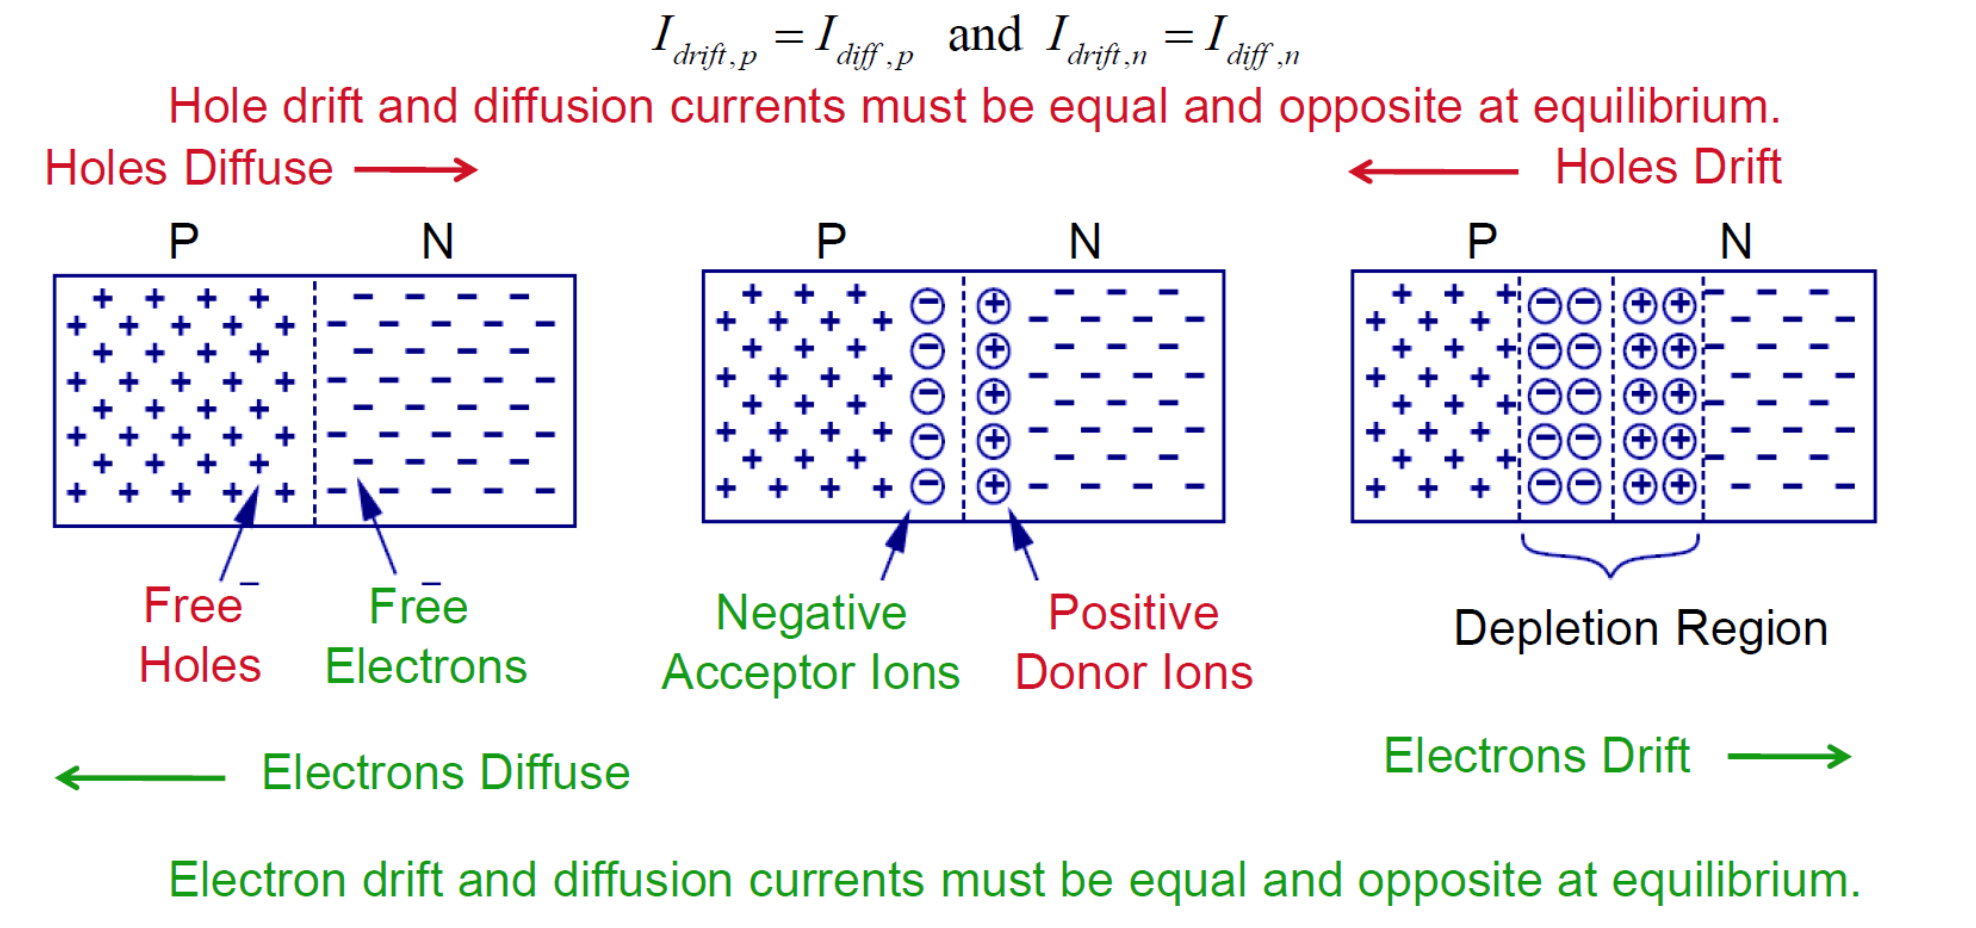 I_{drift,p} = I_{diff,p} and I_{drift,n} = I_{diff,n}
Hole drift and diffusion currents must be equal and opposite at equilibrium.
Holes Diffuse → ← Holes Drift
P N P N P N
Free Holes
Free Electrons
Negative Acceptor Ions
Positive Donor Ions
Depletion Region
← Electrons Diffuse
Electrons Drift →
Electron drift and diffusion currents must be equal and opposite at equilibrium.